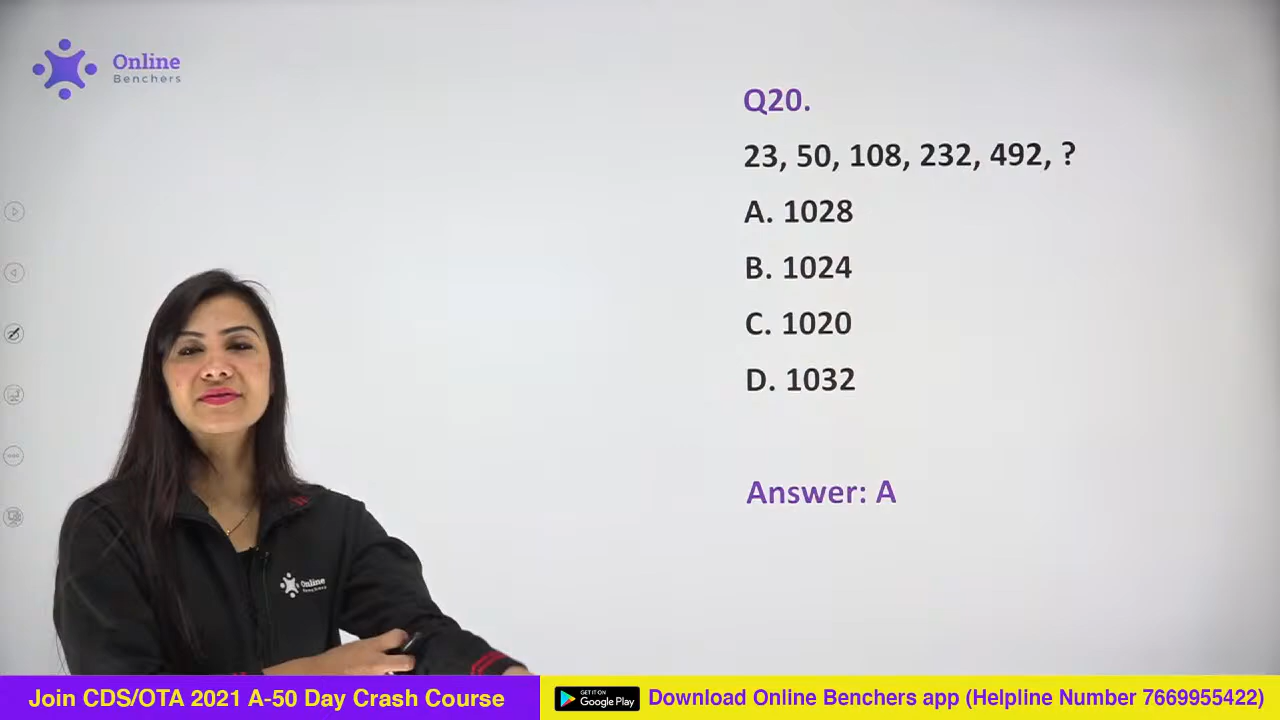 Online
Benchers
Q20.
23, 50, 108, 232, 492, ?
A. 1028
B. 1024
C. 1020
D. 1032
Answer: A
Online
Join CDS/OTA 2021 A-50 Day Crash Course
GET IT ON
Google Play
Download Online Benchers app (Helpline Number 7669955422)